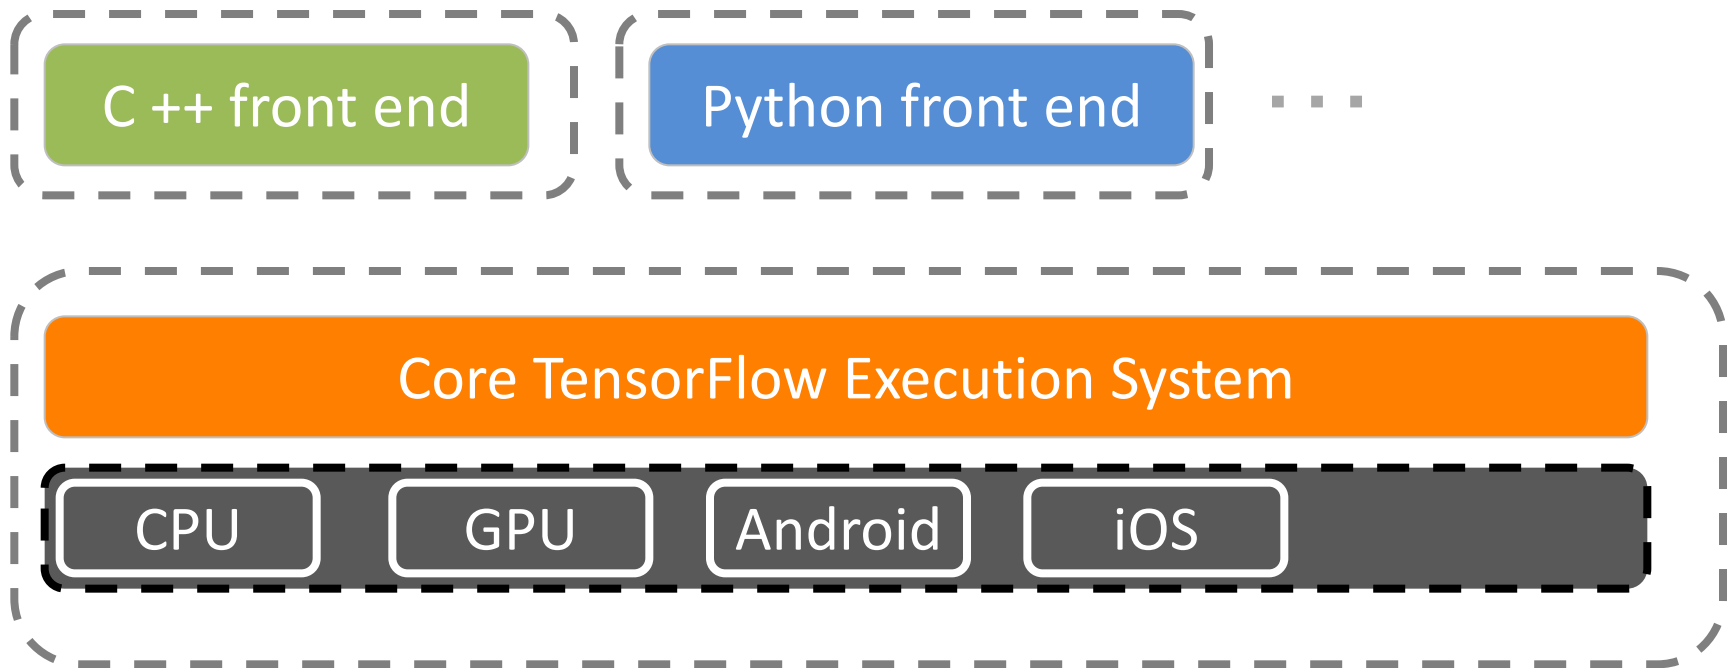 C ++ front end
Python front end
...
Core TensorFlow Execution System
CPU
GPU
Android
iOS